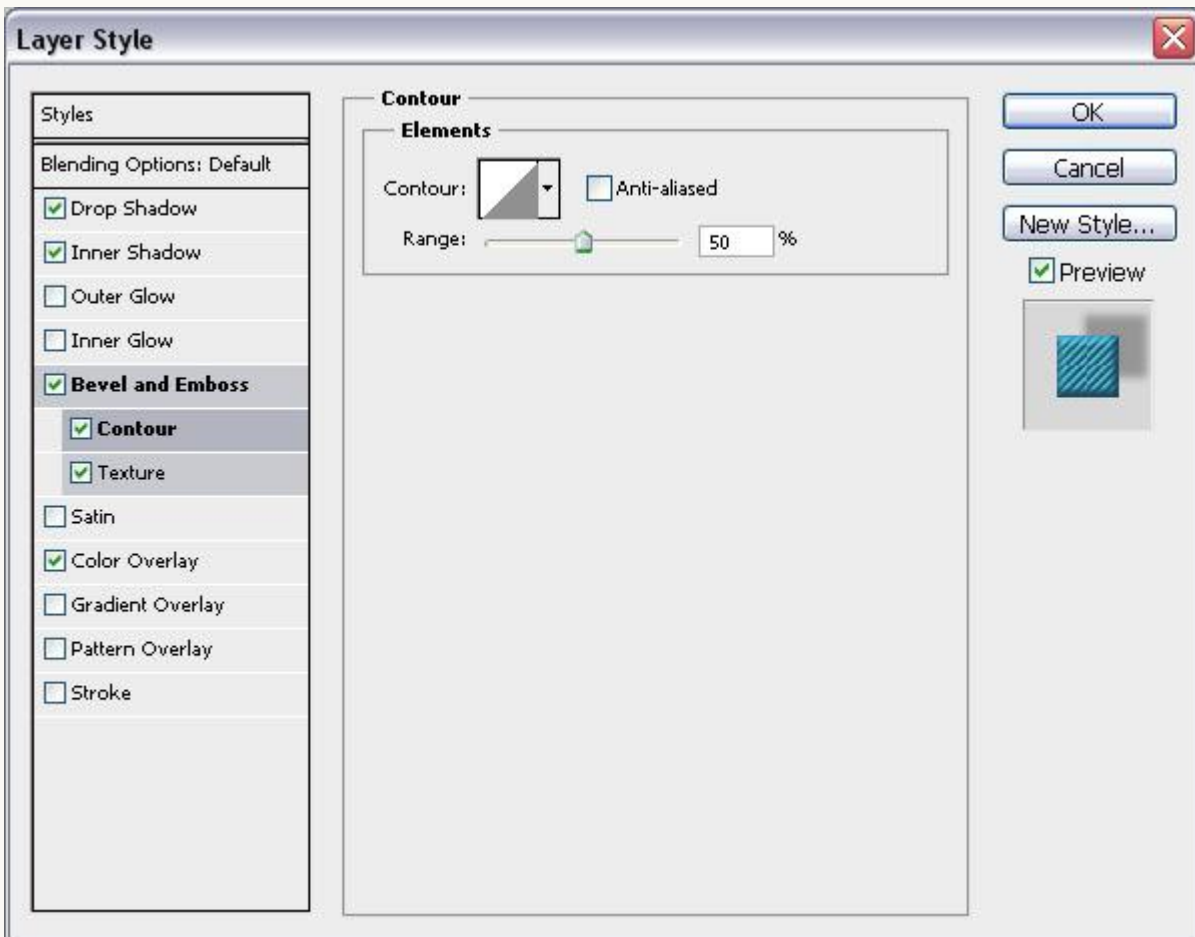 Layer Style
Styles
Blending Options: Default
Drop Shadow
Inner Shadow
Outer Glow
Inner Glow
Bevel and Emboss
Contour
Texture
Satin
Color Overlay
Gradient Overlay
Pattern Overlay
Stroke
Contour
Elements
Contour:
Anti-aliased
Range: 50 %
OK
Cancel
New Style...
Preview